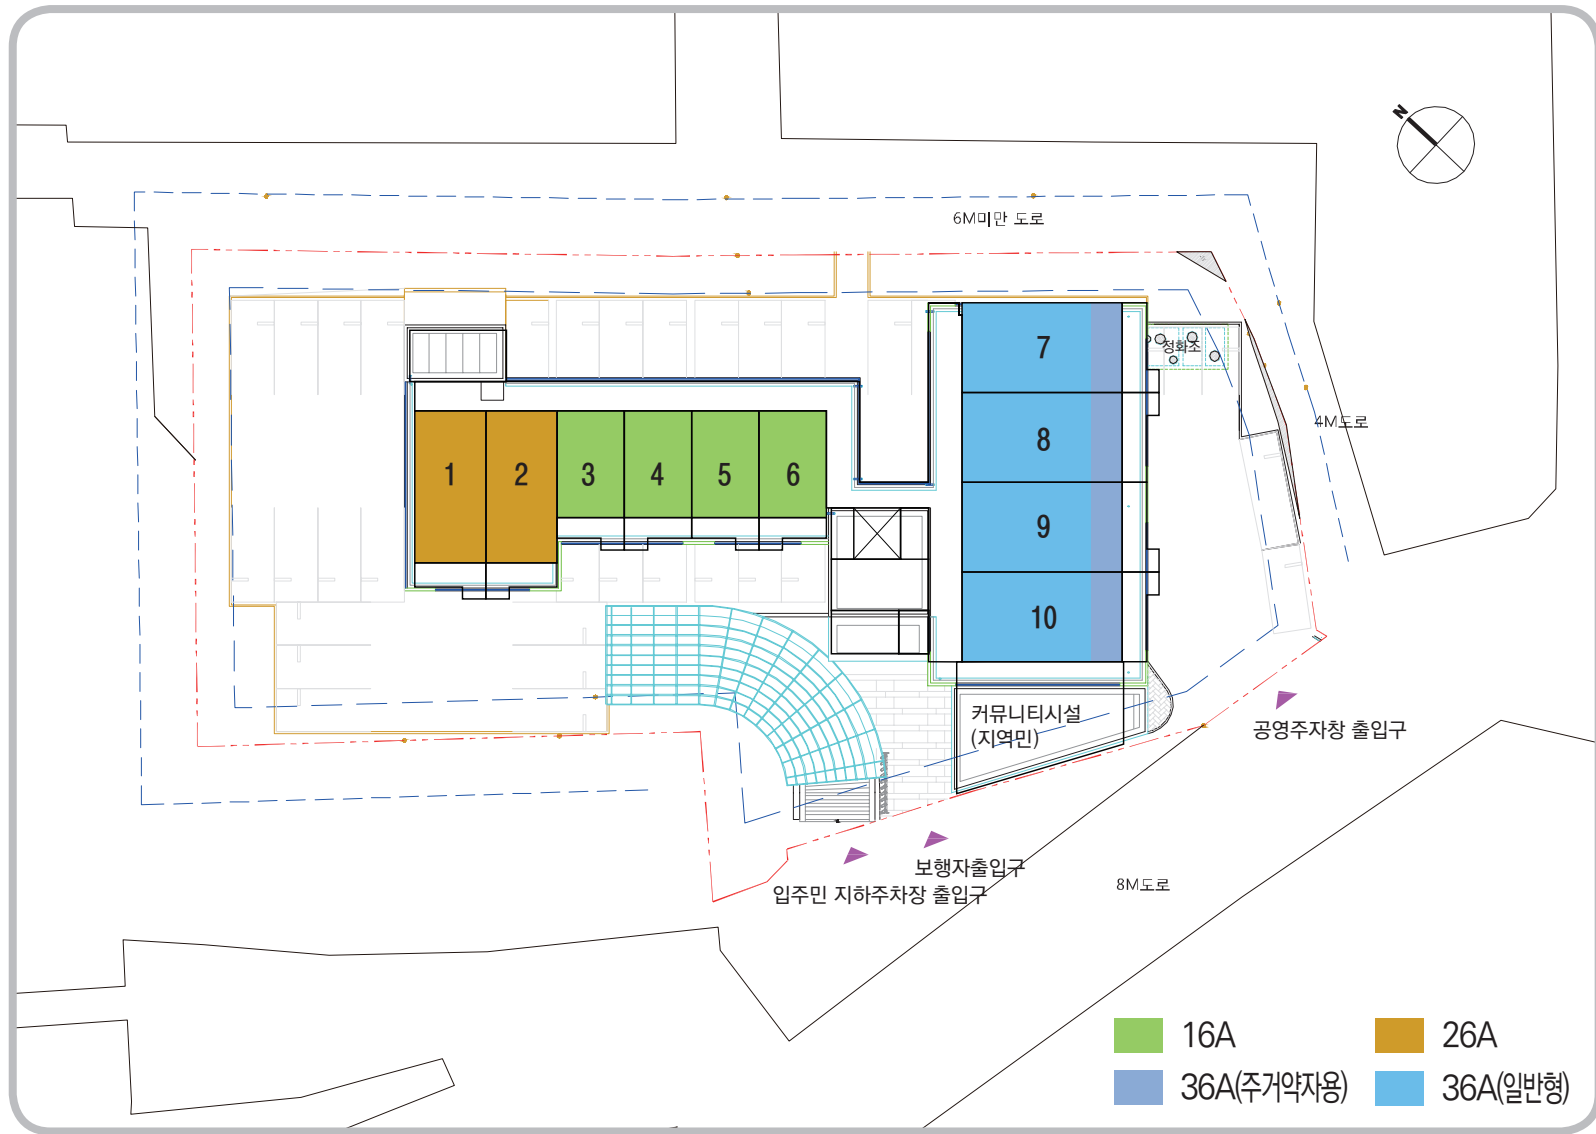 N
6M미만 도로
7
정화조
8
4M도로
1
2
3
4
5
6
9
10
커뮤니티시설
(지역민)
공영주자창 출입구
보행자출입구
입주민 지하주차장 출입구
8M도로
16A
26A
36A(주거약자용)
36A(일반형)